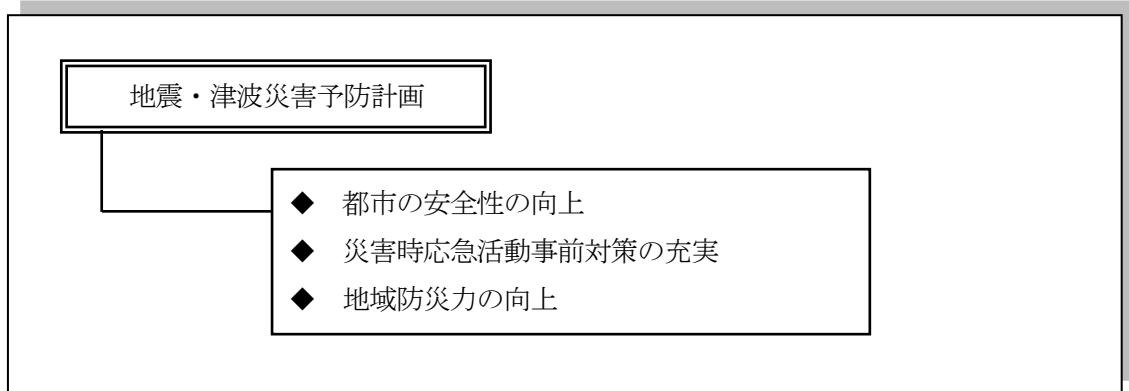 地震・津波災害予防計画
◆ 都市の安全性の向上
◆ 災害時応急活動事前対策の充実
◆ 地域防災力の向上